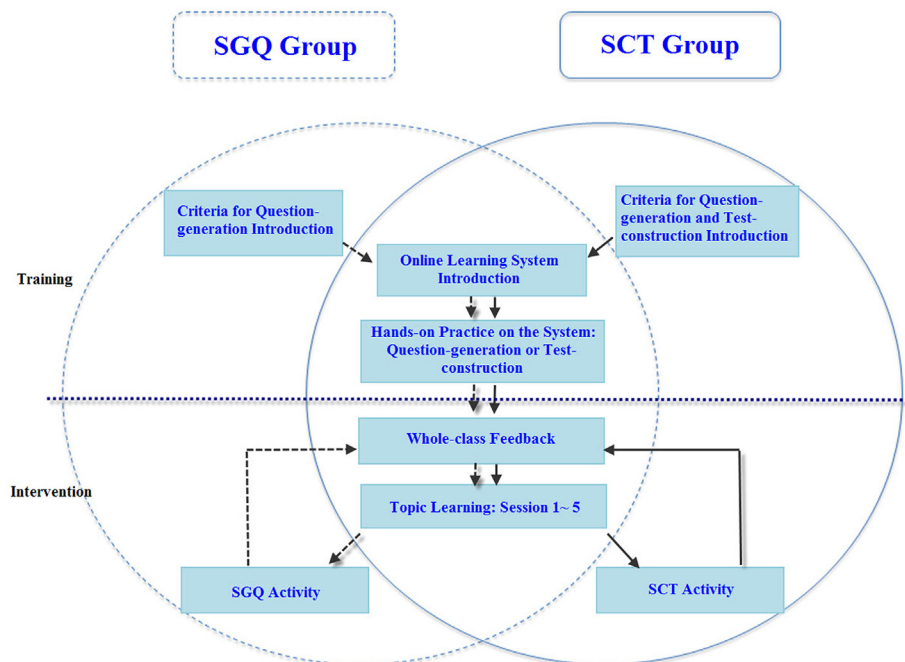 SGQ Group
SCT Group
Criteria for Question-
generation Introduction
Criteria for Question-
generation and Test-
construction Introduction
Online Learning System
Introduction
Training
Hands-on Practice on the System:
Question-generation or Test-
construction
Whole-class Feedback
Intervention
Topic Learning: Session 1~ 5
SGQ Activity
SCT Activity